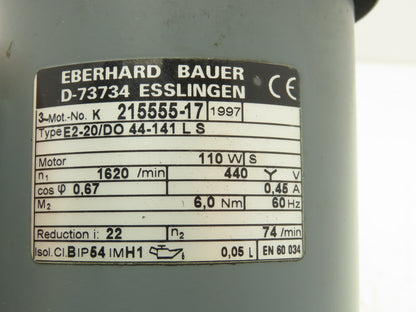 EBERHARD BAUER
D-73734 ESSLINGEN CE
3~Mot.-No. K 215555-17 1997
Type E2-20/DO 44-141 L S
Motor 110 W S
n1 1620 /min 440 Y V
cos φ 0,67 0,45 A
M2 6,0 Nm 60 Hz
Reduction i: 22 n2 74 /min
Isol.Cl.B IP54 IM H1 0,05 L EN 60 034